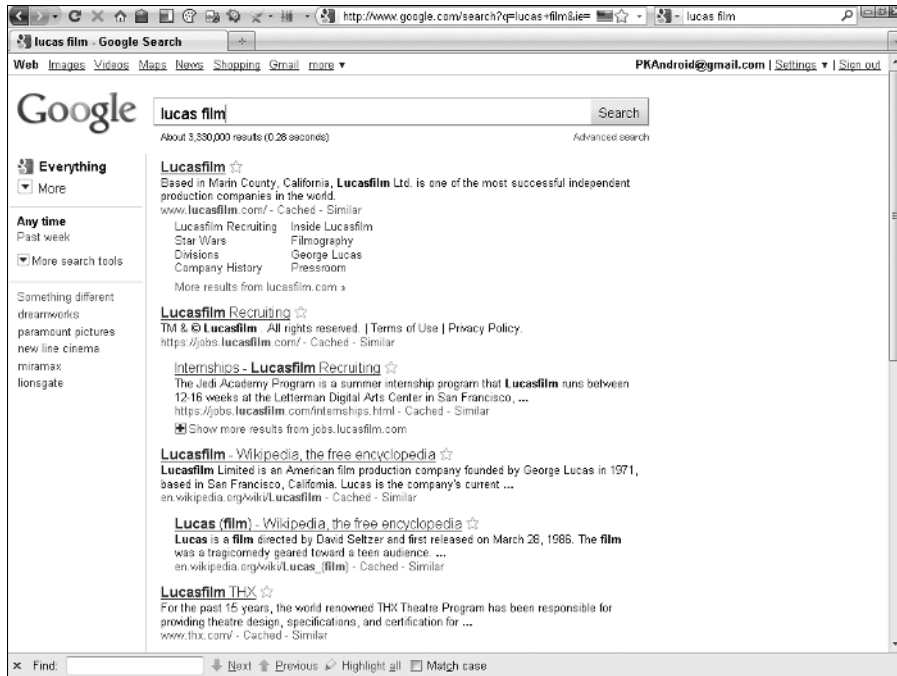 http://www.google.com/search?q=lucas+film&ie=
lucas film
lucas film - Google Search
Web Images Videos Maps News Shopping Gmail more ▼
PKAndroid@gmail.com | Settings ▼ | Sign out
Google
lucas film
Search
About 3,330,000 results (0.28 seconds)
Advanced search
Everything
More
Any time
Past week
More search tools
Something different
dreamworks
paramount pictures
new line cinema
miramax
lionsgate
Lucasfilm
Based in Marin County, California, Lucasfilm Ltd. is one of the most successful independent
production companies in the world.
www.lucasfilm.com/ - Cached - Similar
Lucasfilm Recruiting Inside Lucasfilm
Star Wars Filmography
Divisions George Lucas
Company History Pressroom
More results from lucasfilm.com »
Lucasfilm Recruiting
TM & © Lucasfilm . All rights reserved. | Terms of Use | Privacy Policy.
https://jobs.lucasfilm.com/ - Cached - Similar
Internships - Lucasfilm Recruiting
The Jedi Academy Program is a summer internship program that Lucasfilm runs between
12-16 weeks at the Letterman Digital Arts Center in San Francisco, ...
https://jobs.lucasfilm.com/internships.html - Cached - Similar
Show more results from jobs.lucasfilm.com
Lucasfilm - Wikipedia, the free encyclopedia
Lucasfilm Limited is an American film production company founded by George Lucas in 1971,
based in San Francisco, California. Lucas is the company's current ...
en.wikipedia.org/wiki/Lucasfilm - Cached - Similar
Lucas (film) - Wikipedia, the free encyclopedia
Lucas is a film directed by David Seltzer and first released on March 28, 1986. The film
was a tragicomedy geared toward a teen audience. ...
en.wikipedia.org/wiki/Lucas_(film) - Cached - Similar
Lucasfilm THX
For the past 15 years, the world renowned THX Theatre Program has been responsible for
providing theatre design, specifications, and certification for ...
www.thx.com/ - Cached - Similar
× Find: Next Previous Highlight all Match case